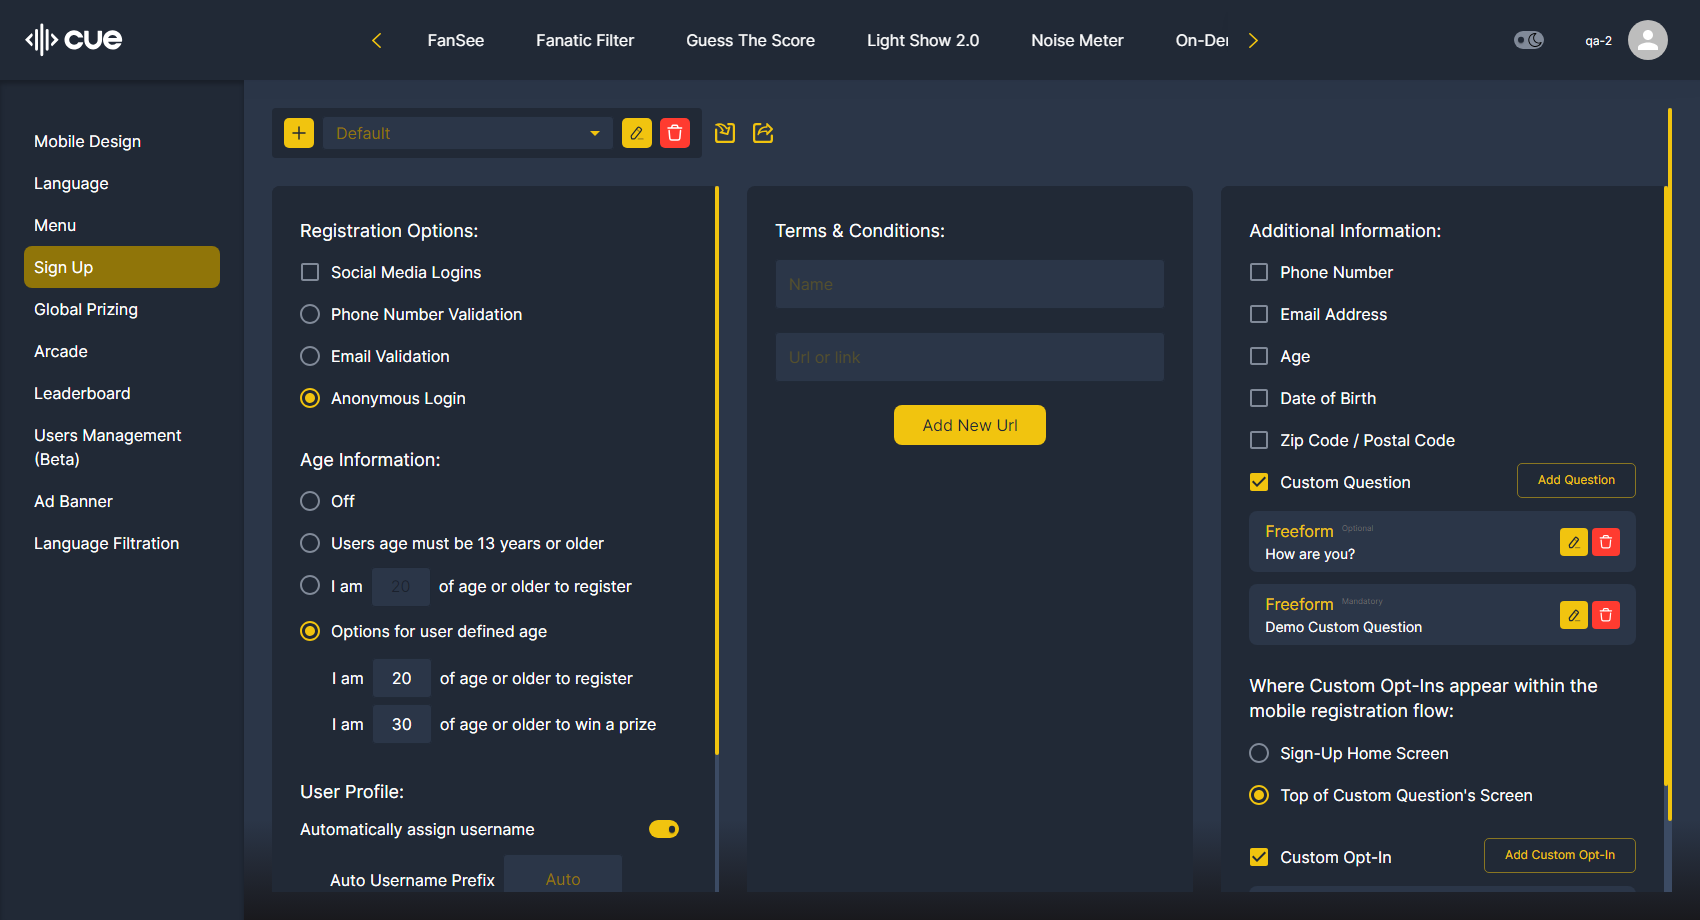 cue
FanSee
Fanatic Filter
Guess The Score
Light Show 2.0
Noise Meter
On-Der
qa-2
Mobile Design
Language
Menu
Sign Up
Global Prizing
Arcade
Leaderboard
Users Management
(Beta)
Ad Banner
Language Filtration
Default
Registration Options:
Social Media Logins
Phone Number Validation
Email Validation
Anonymous Login
Age Information:
Off
Users age must be 13 years or older
I am 20 of age or older to register
Options for user defined age
I am 20 of age or older to register
I am 30 of age or older to win a prize
User Profile:
Automatically assign username
Auto Username Prefix Auto
Terms & Conditions:
Name
Url or link
Add New Url
Additional Information:
Phone Number
Email Address
Age
Date of Birth
Zip Code / Postal Code
Custom Question Add Question
Freeform Optional
How are you?
Freeform Mandatory
Demo Custom Question
Where Custom Opt-Ins appear within the
mobile registration flow:
Sign-Up Home Screen
Top of Custom Question's Screen
Custom Opt-In Add Custom Opt-In